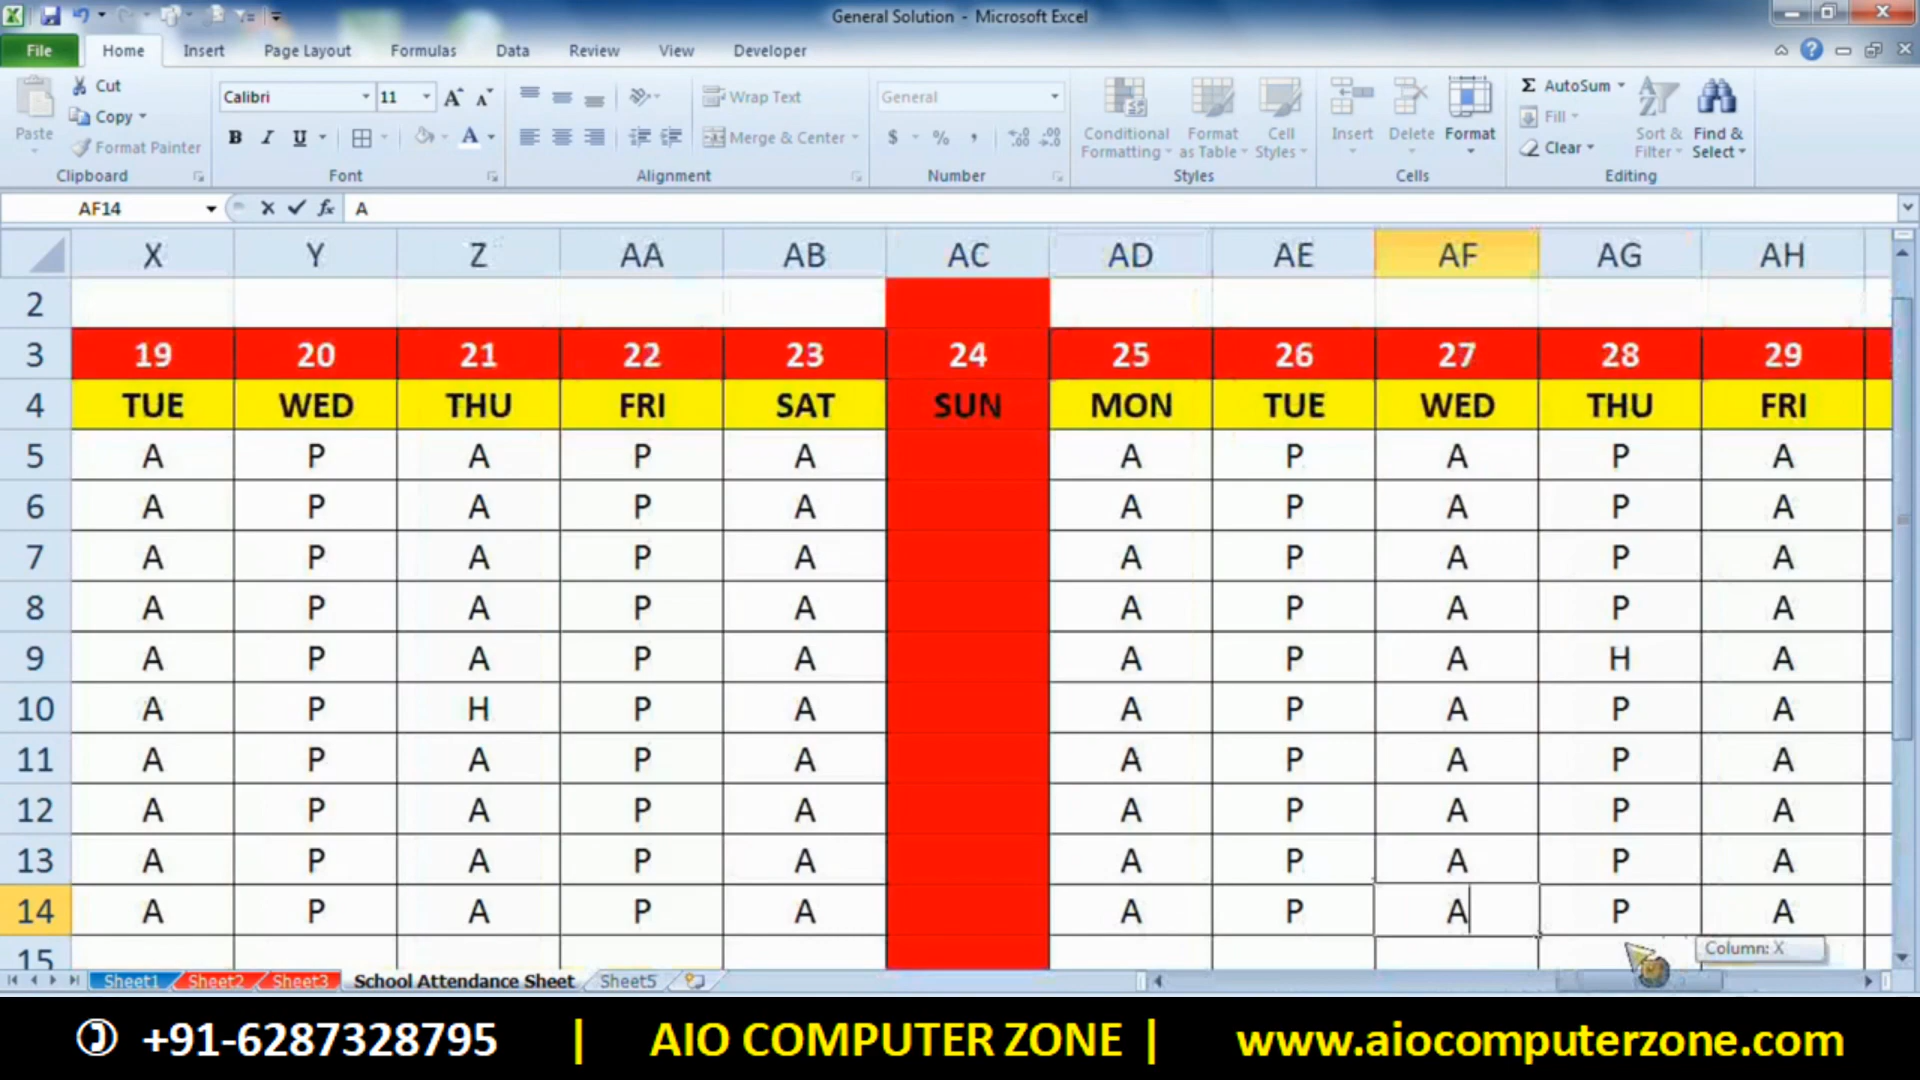 General Solution - Microsoft Excel
File Home Insert Page Layout Formulas Data Review View Developer
Paste Cut Copy Format Painter Clipboard
Calibri 11 A A B I U A Font
Wrap Text Merge & Center Alignment
General $ % , Number
Conditional Formatting Format as Table Cell Styles Styles
Insert Delete Format Cells
Σ AutoSum Fill Clear Sort & Filter Find & Select Editing
AF14 fx A
X Y Z AA AB AC AD AE AF AG AH
2
3 19 20 21 22 23 24 25 26 27 28 29
4 TUE WED THU FRI SAT SUN MON TUE WED THU FRI
5 A P A P A A P A P A
6 A P A P A A P A P A
7 A P A P A A P A P A
8 A P A P A A P A P A
9 A P A P A A P A H A
10 A P H P A A P A P A
11 A P A P A A P A P A
12 A P A P A A P A P A
13 A P A P A A P A P A
14 A P A P A A P A P A
15
Column: X
Sheet1 Sheet2 Sheet3 School Attendance Sheet Sheet5
+91-6287328795 | AIO COMPUTER ZONE | www.aiocomputerzone.com